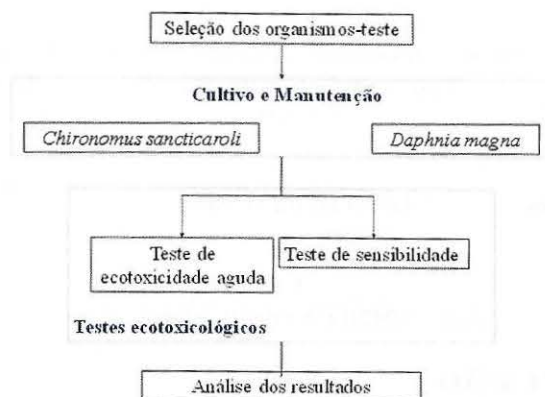 Seleção dos organismos-teste
Cultivo e Manutenção
Chironomus sancticaroli
Daphnia magna
Teste de
ecotoxicidade aguda
Teste de sensibilidade
Testes ecotoxicológicos
Análise dos resultados